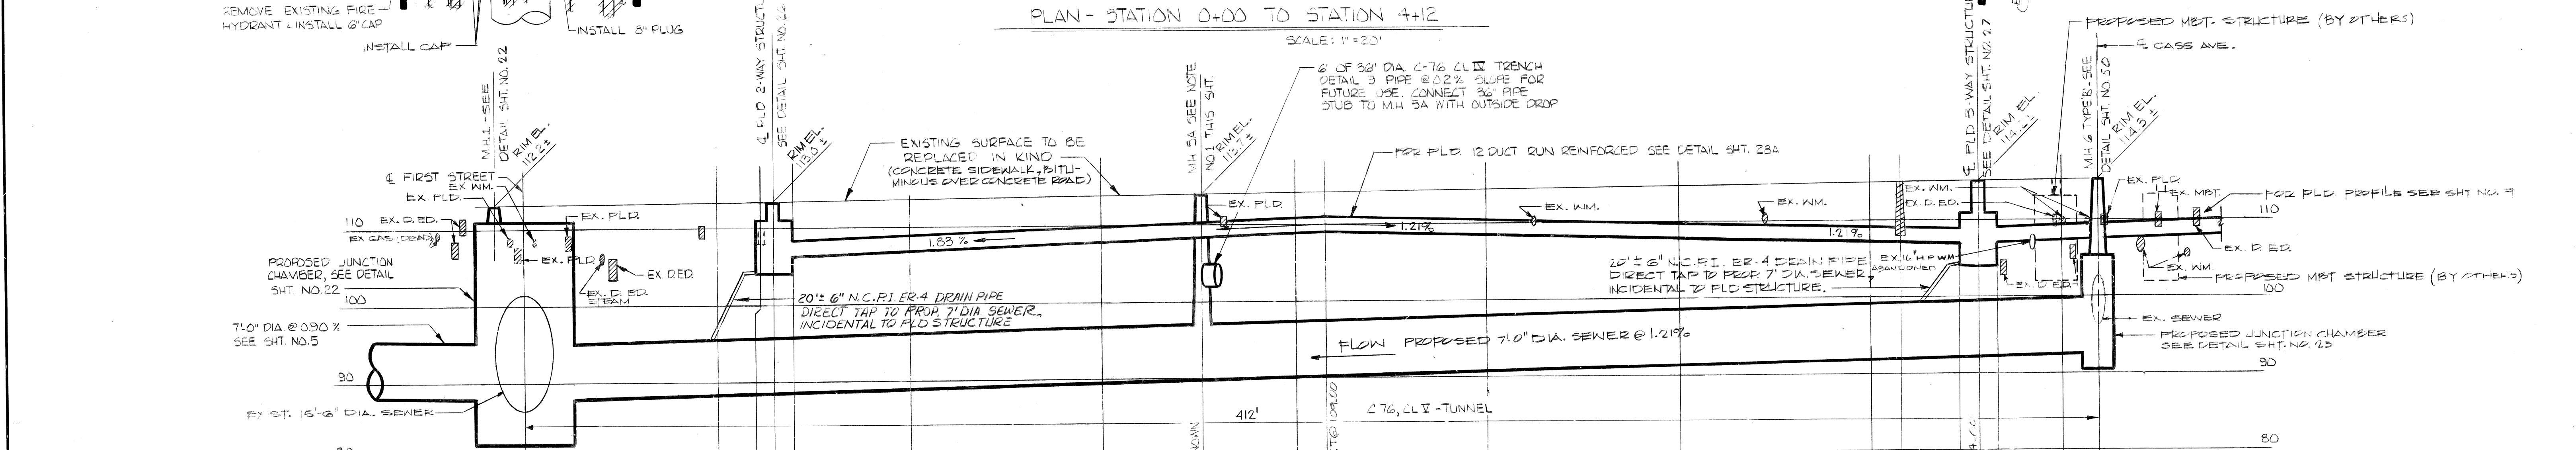 REMOVE EXISTING FIRE
HYDRANT & INSTALL 6" CAP
INSTALL CAP
INSTALL 8" PLUG
PLAN - STATION 0+00 TO STATION 4+12
SCALE: 1"=20'
M.H.1 - SEE
DETAIL SHT. NO. 22
RIM EL.
112.2±
℄ PLD 2-WAY STRUCTURE
SEE DETAIL SHT. NO. 26
RIM EL.
113.0±
EXISTING SURFACE TO BE
REPLACED IN KIND
(CONCRETE SIDEWALK, BITU-
MINOUS OVER CONCRETE ROAD)
M.H. 5A SEE NOTE
NO. 1 THIS SHT.
RIM EL.
113.7±
6' OF 36" DIA. C-76 CL IV TRENCH
DETAIL 9 PIPE @ 0.2% SLOPE FOR
FUTURE USE. CONNECT 36" PIPE
STUB TO M.H. 5A WITH OUTSIDE DROP
FOR PLD. 12 DUCT RUN REINFORCED SEE DETAIL SHT. 28A
℄ PLD 3-WAY STRUCTURE
SEE DETAIL SHT. NO. 27
RIM EL.
PROPOSED MBT. STRUCTURE (BY OTHERS)
℄ CASS AVE.
M.H. 6 TYPE 'B' - SEE
DETAIL SHT. NO. 50
RIM EL.
114.5±
℄ FIRST STREET
EX WM.
EX. PLD.
110
EX. D. ED.
EX GAS (DEAD)
EX. PLD.
EX. PLD.
EX. D. ED.
EX. D. ED.
STEAM
PROPOSED JUNCTION
CHAMBER, SEE DETAIL
SHT. NO. 22
100
7'-0" DIA @ 0.90 %
SEE SHT. NO. 5
90
EXIST. 15'-6" DIA. SEWER
1.83 %
20'± 6" N.C.P.I. ER-4 DRAIN PIPE
DIRECT TAP TO PROP. 7' DIA. SEWER,
INCIDENTAL TO PLD STRUCTURE
EX. PLD.
1.21%
EX. WM.
EX. WM.
1.21%
FLOW PROPOSED 7'-0" DIA. SEWER @ 1.21%
20'± 6" N.C.P.I. ER-4 DRAIN PIPE
DIRECT TAP TO PROP. 7' DIA. SEWER,
INCIDENTAL TO PLD STRUCTURE.
EX. 16" H.P. WM
ABANDONED
EX. WM.
EX. D. ED.
EX. D. ED.
EX. PLD.
EX. MBT.
FOR PLD PROFILE SEE SHT NO. 9
110
EX. D. ED.
EX. WM.
PROPOSED MBT STRUCTURE (BY OTHERS)
100
EX. SEWER
PROPOSED JUNCTION CHAMBER
SEE DETAIL SHT. NO. 23
90
412'
C 76, CL V - TUNNEL
80